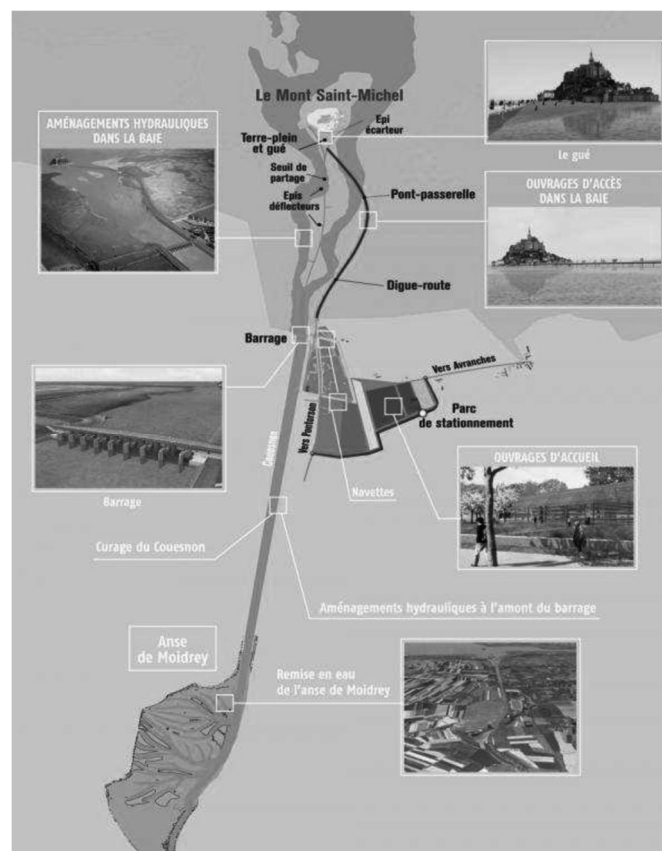 Le Mont Saint-Michel
Epi
écarteur
Terre-plein
et gué
Le gué
AMÉNAGEMENTS HYDRAULIQUES
DANS LA BAIE
Seuil de
partage
Epis
déflecteurs
Pont-passerelle
OUVRAGES D'ACCÈS
DANS LA BAIE
Digue-route
Barrage
Vers Avranches
Parc
de stationnement
Vers Pontorson
Couesnon
OUVRAGES D'ACCUEIL
Navettes
Barrage
Curage du Couesnon
Aménagements hydrauliques à l'amont du barrage
Anse
de Moidrey
Remise en eau
de l'anse de Moidrey